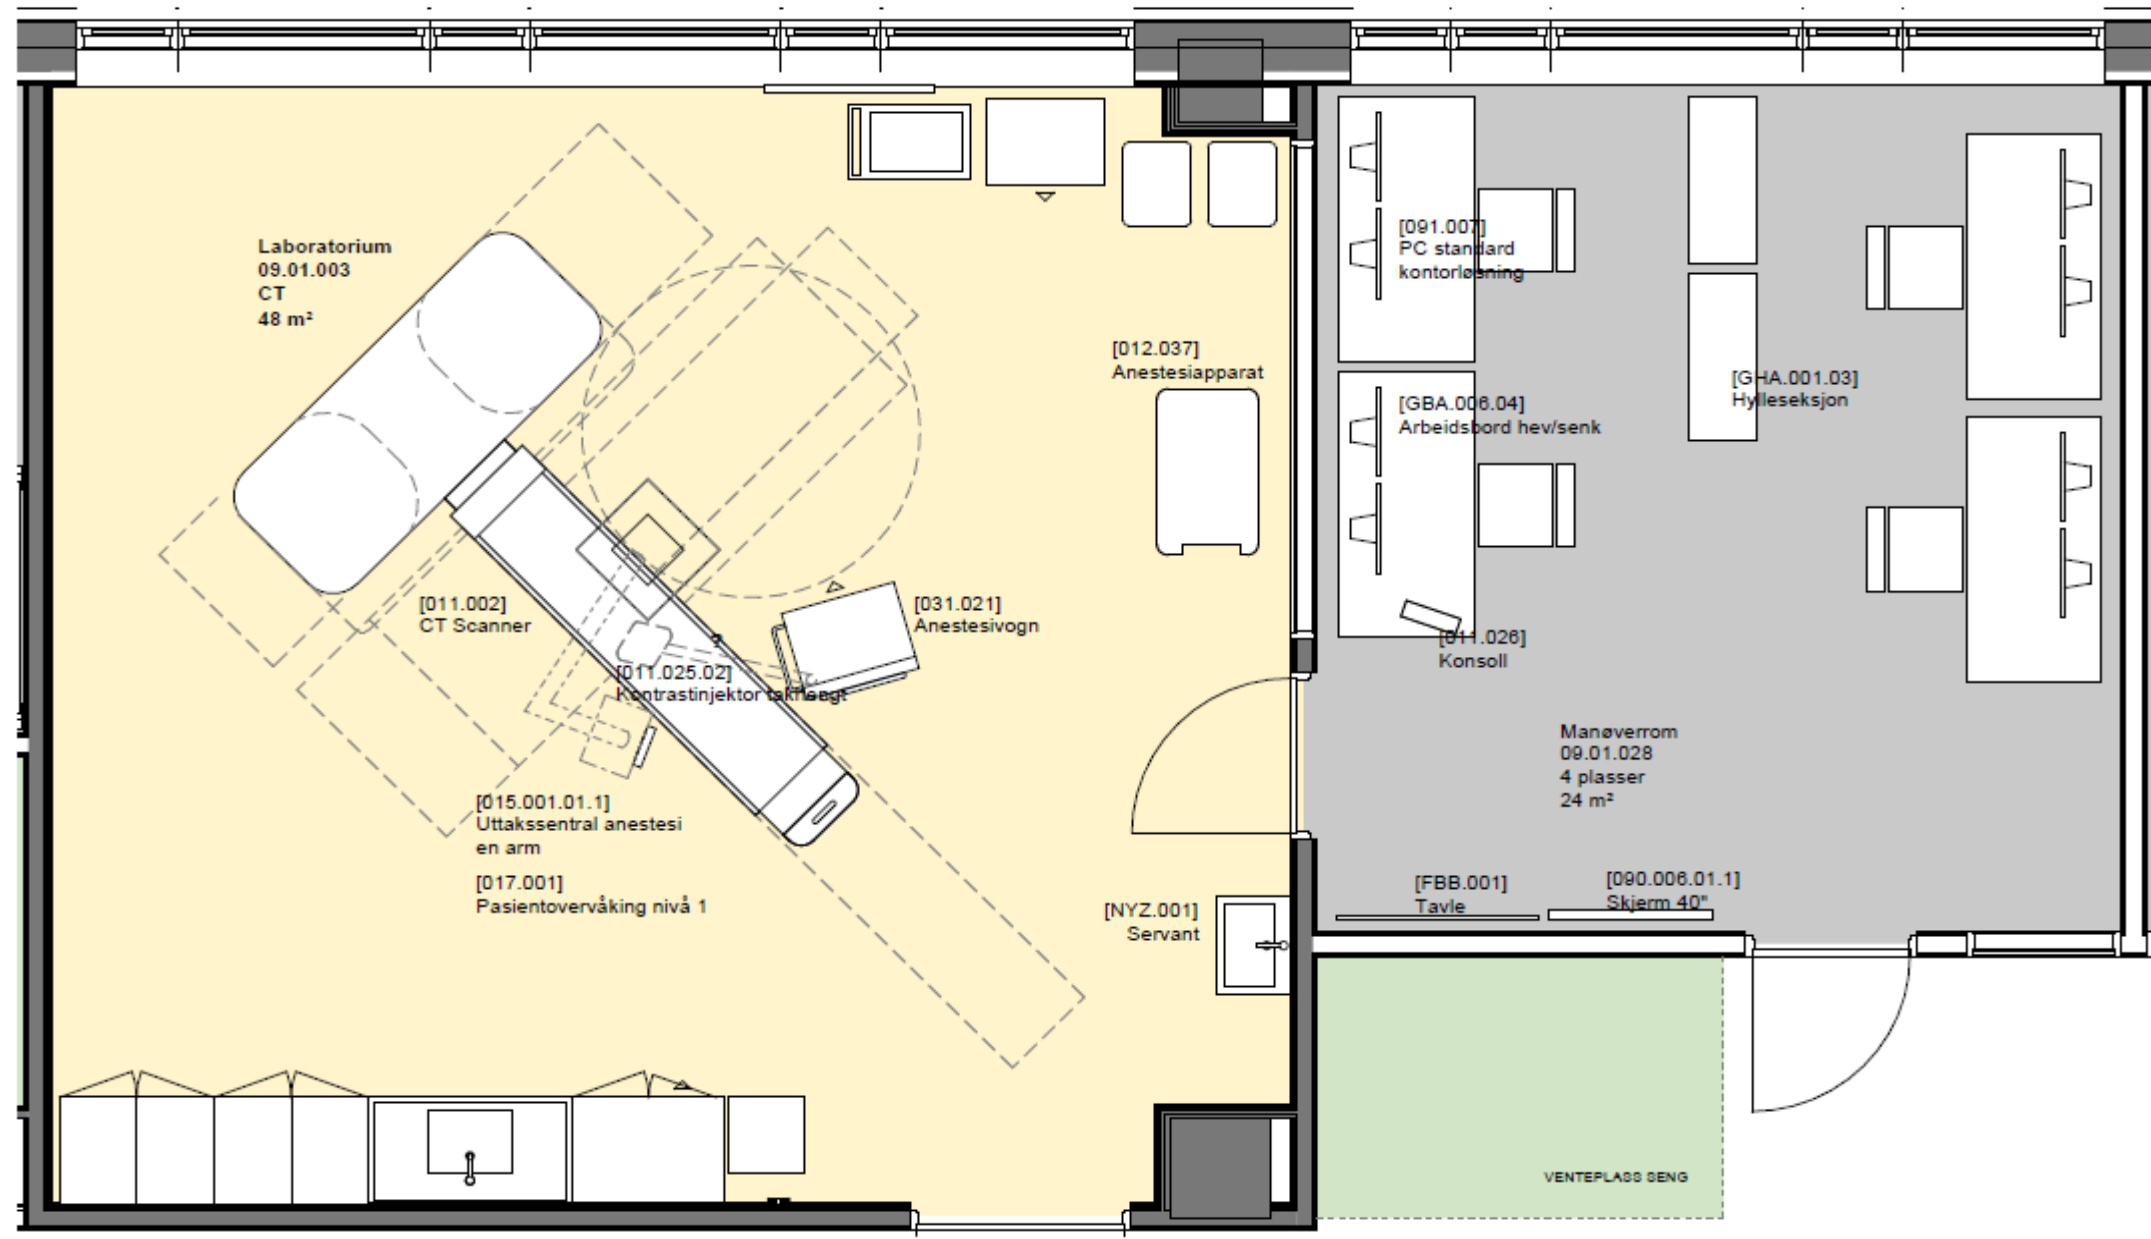 Laboratorium
09.01.003
CT
48 m²
[091.007]
PC standard
kontorløsning
[012.037]
Anestesiapparat
[GHA.001.03]
Hylleseksjon
[GBA.006.04]
Arbeidsbord hev/senk
[011.002]
CT Scanner
[031.021]
Anestesivogn
[011.026]
Konsoll
[011.025.02]
Kontrastinjektor takhengt
Manøverrom
09.01.028
4 plasser
24 m²
[015.001.01.1]
Uttakssentral anestesi
en arm
[017.001]
Pasientovervåking nivå 1
[FBB.001]
Tavle
[090.006.01.1]
Skjerm 40"
[NYZ.001]
Servant
VENTEPLASS SENG